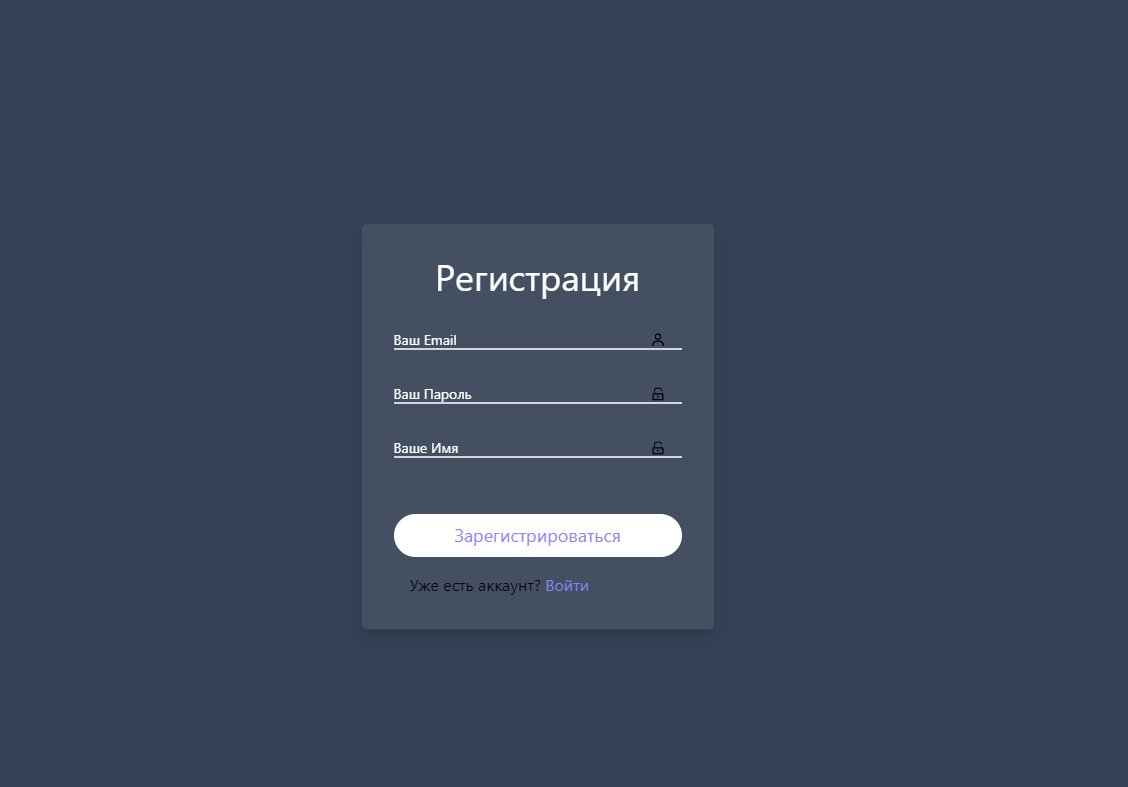 Регистрация
Ваш Email
Ваш Пароль
Ваше Имя
Зарегистрироваться
Уже есть аккаунт? Войти